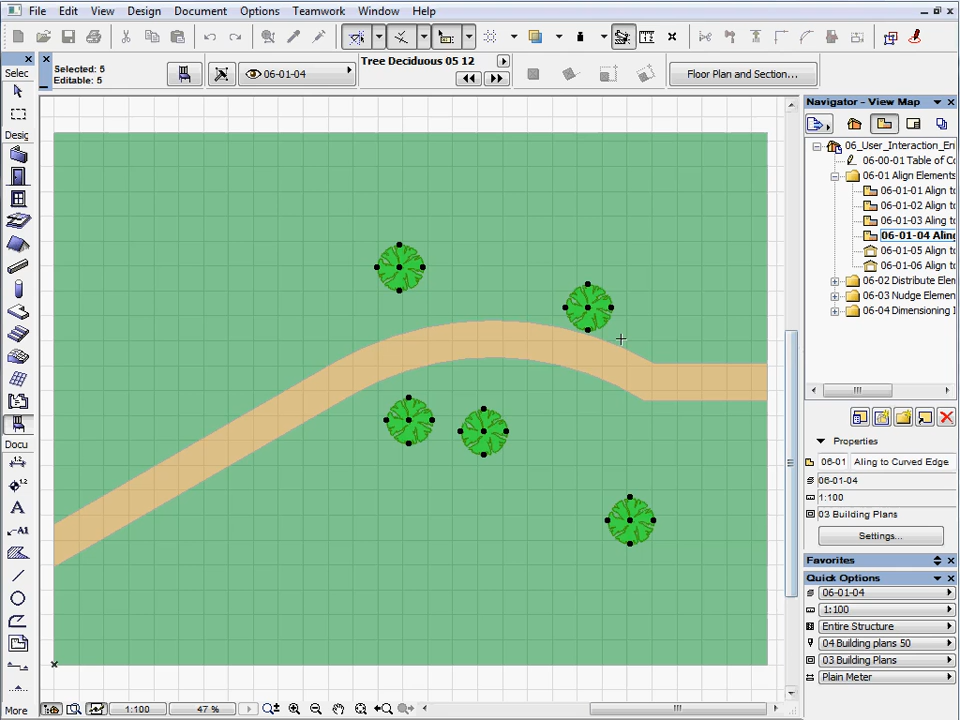 File Edit View Design Document Options Teamwork Window Help
Selec
Selected: 5
Editable: 5
06-01-04
Tree Deciduous 05 12
Floor Plan and Section...
Desig
Docu
A
A1
More
1:100
47 %
Navigator - View Map
06_User_Interaction_En
06-00-01 Table of Co
06-01 Align Elements
06-01-01 Align to
06-01-02 Align to
06-01-03 Aling to
06-01-04 Aling
06-01-05 Align to
06-01-06 Align to
06-02 Distribute Elen
06-03 Nudge Elemen
06-04 Dimensioning I
Properties
06-01 Aling to Curved Edge
06-01-04
1:100
03 Building Plans
Settings...
Favorites
Quick Options
06-01-04
1:100
Entire Structure
04 Building plans 50
03 Building Plans
Plain Meter